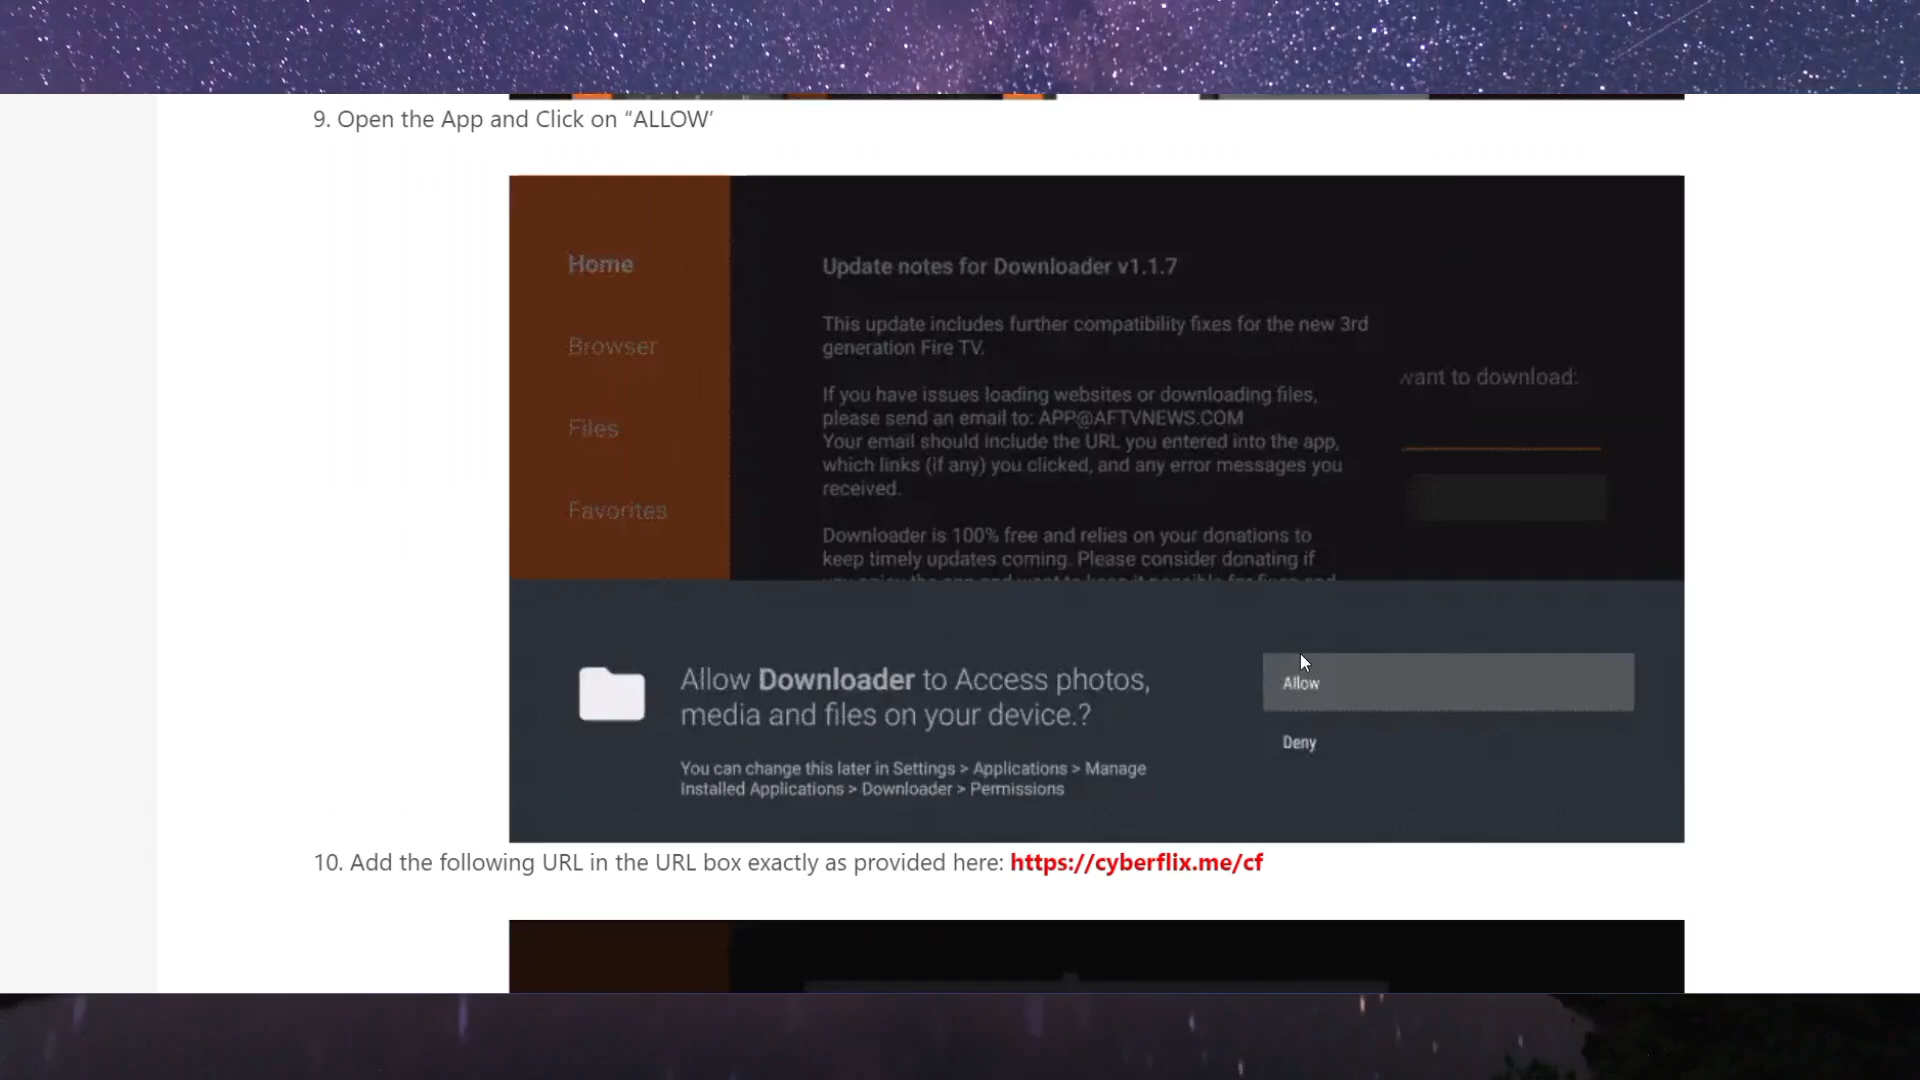 9. Open the App and Click on “ALLOW’
Home
Browser
Files
Favorites
Update notes for Downloader v1.1.7
This update includes further compatibility fixes for the new 3rd
generation Fire TV.
If you have issues loading websites or downloading files,
please send an email to: APP@AFTVNEWS.COM
Your email should include the URL you entered into the app,
which links (if any) you clicked, and any error messages you
received.
Downloader is 100% free and relies on your donations to
keep timely updates coming. Please consider donating if
want to download:
Allow Downloader to Access photos,
media and files on your device.?
You can change this later in Settings > Applications > Manage
Installed Applications > Downloader > Permissions
Allow
Deny
10. Add the following URL in the URL box exactly as provided here: https://cyberflix.me/cf